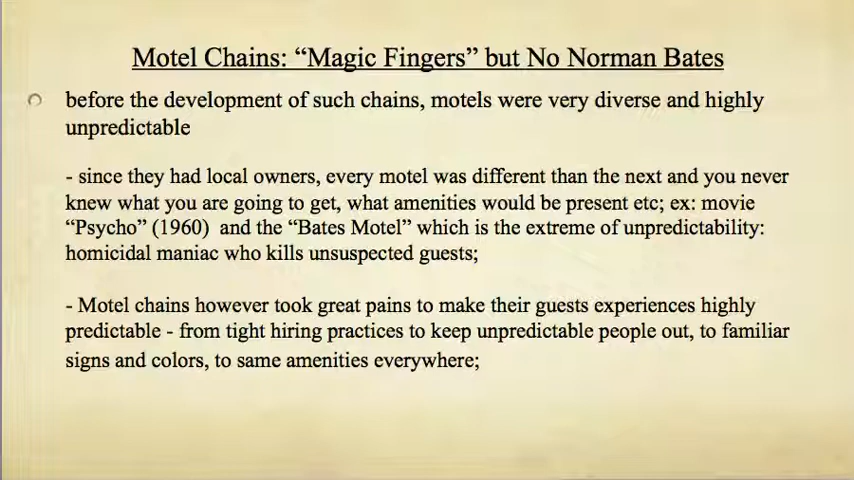 Motel Chains: “Magic Fingers” but No Norman Bates
before the development of such chains, motels were very diverse and highly
unpredictable
- since they had local owners, every motel was different than the next and you never
knew what you are going to get, what amenities would be present etc; ex: movie
“Psycho” (1960) and the “Bates Motel” which is the extreme of unpredictability:
homicidal maniac who kills unsuspected guests;
- Motel chains however took great pains to make their guests experiences highly
predictable - from tight hiring practices to keep unpredictable people out, to familiar
signs and colors, to same amenities everywhere;